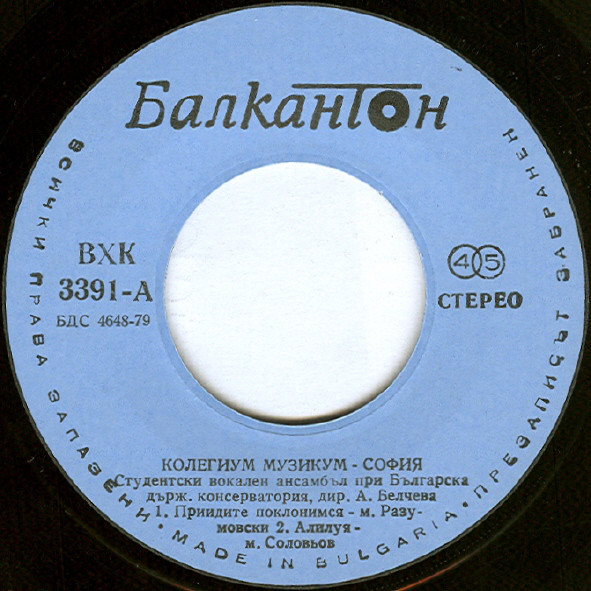 Балкантон
ВСИЧКИ ПРАВА ЗАПАЗЕНИ • MADE IN BULGARIA • ПРЕЗАПИСЪТ ЗАБРАНЕН
ВХК
3391-А
БДС 4648-79
45
СТЕРЕО
КОЛЕГИУМ МУЗИКУМ - СОФИЯ
Студентски вокален ансамбъл при Българска
държ. консерватория, дир. А. Белчева
1. Приидите поклонимся - м. Разу-
мовски 2. Алилуя -
м. Соловьов